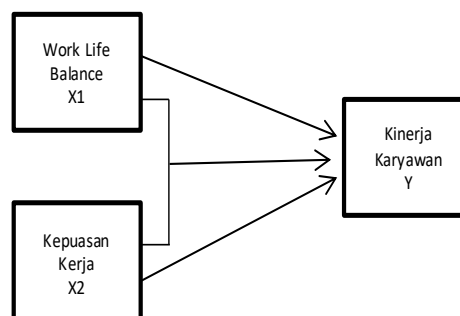 Work Life
Balance
X1
Kinerja
Karyawan
Y
Kepuasan
Kerja
X2